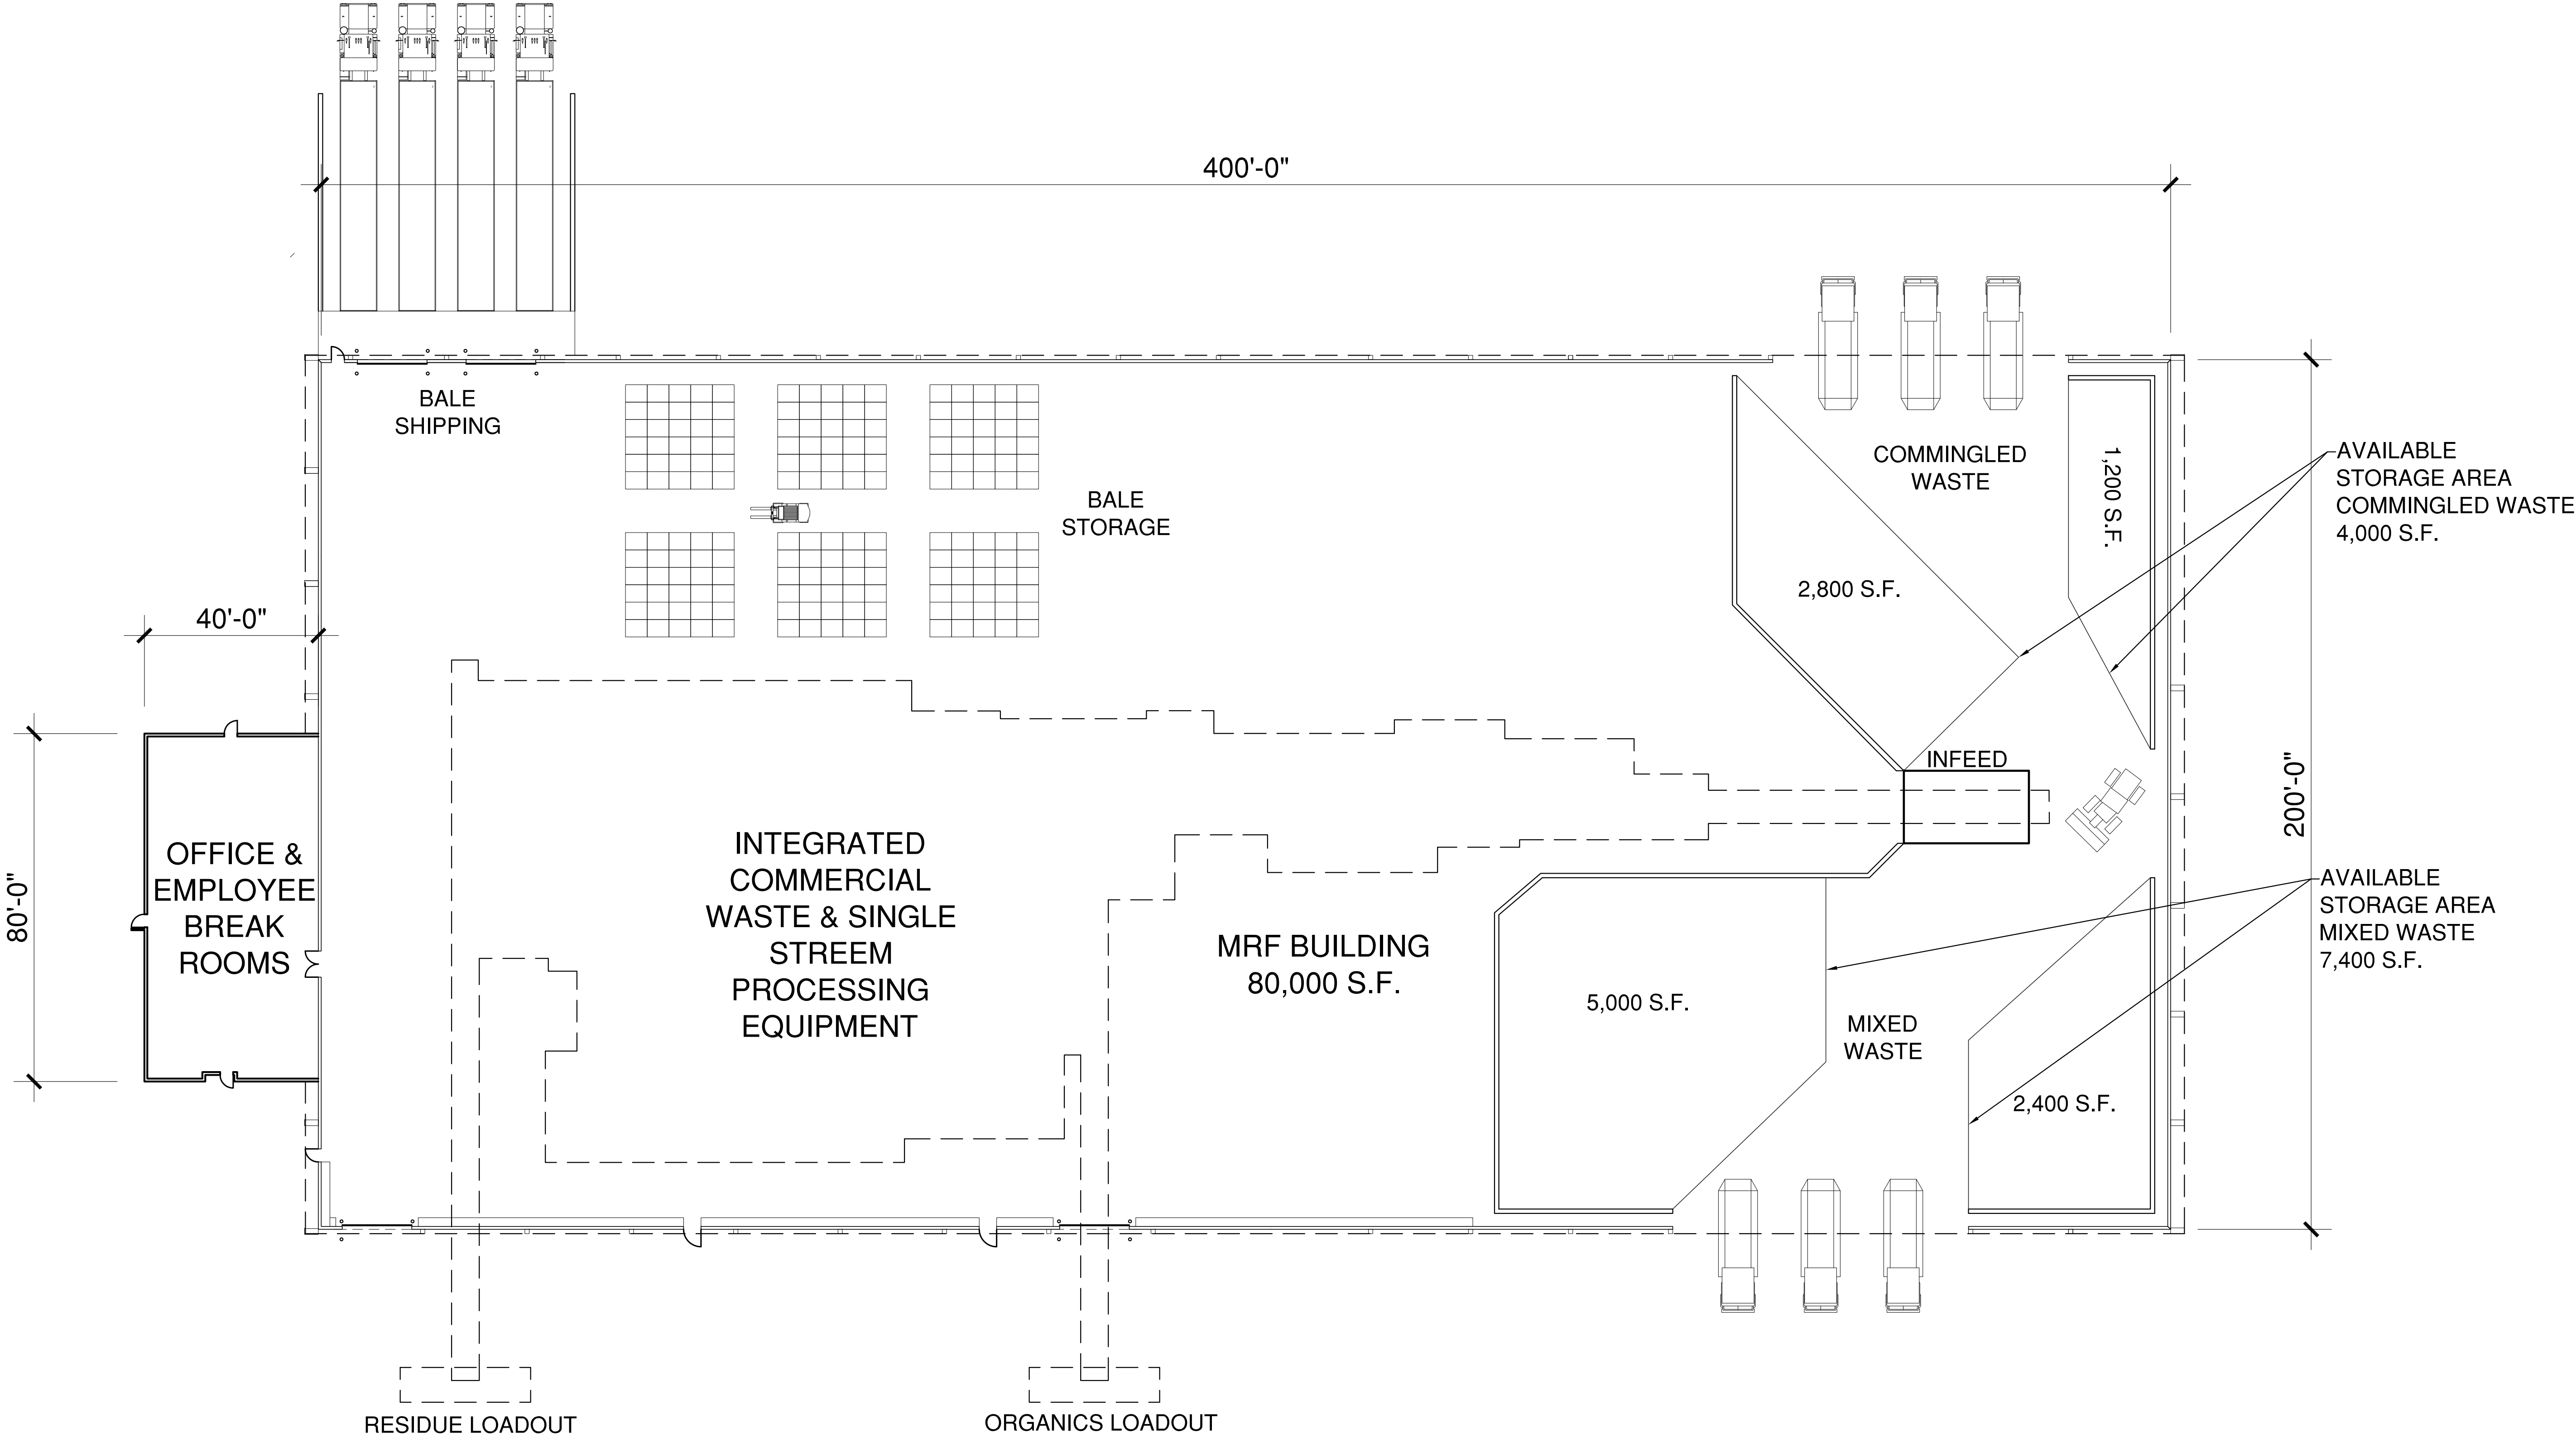 400'-0"
BALE
SHIPPING
BALE
STORAGE
COMMINGLED
WASTE
1,200 S.F.
AVAILABLE
STORAGE AREA
COMMINGLED WASTE
4,000 S.F.
2,800 S.F.
40'-0"
80'-0"
OFFICE &
EMPLOYEE
BREAK
ROOMS
INTEGRATED
COMMERCIAL
WASTE & SINGLE
STREEM
PROCESSING
EQUIPMENT
MRF BUILDING
80,000 S.F.
INFEED
200'-0"
AVAILABLE
STORAGE AREA
MIXED WASTE
7,400 S.F.
5,000 S.F.
MIXED
WASTE
2,400 S.F.
RESIDUE LOADOUT
ORGANICS LOADOUT